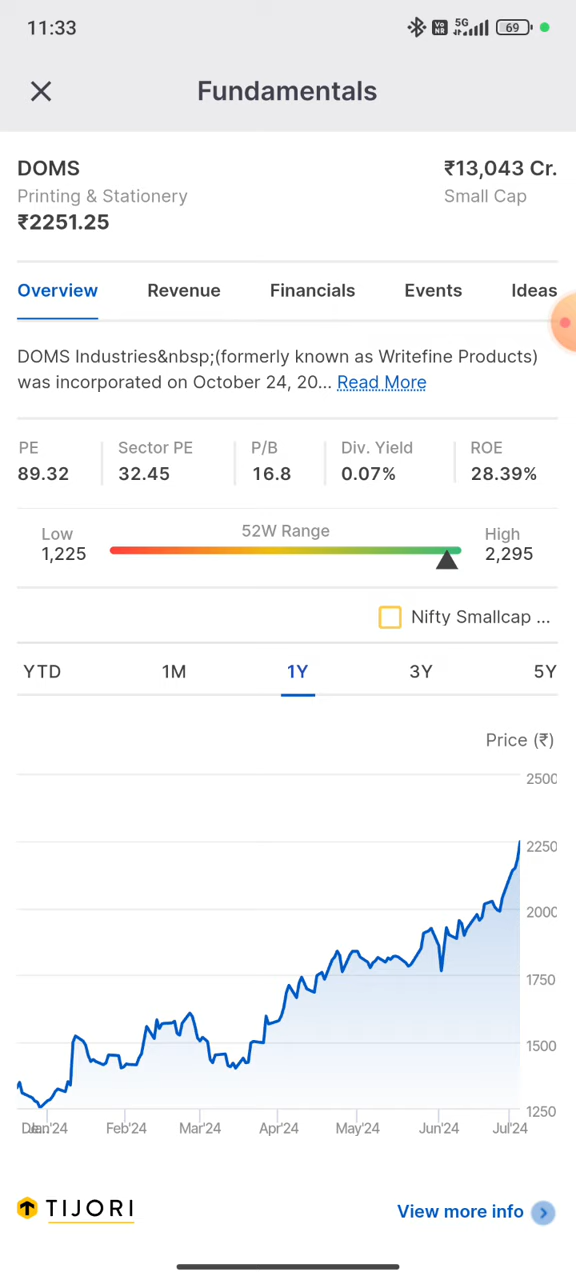 11:33
Vo
NR
5G
69
Fundamentals
DOMS
₹13,043 Cr.
Printing & Stationery
Small Cap
₹2251.25
Overview
Revenue
Financials
Events
Ideas
DOMS Industries&nbsp;(formerly known as Writefine Products)
was incorporated on October 24, 20... Read More
PE
Sector PE
P/B
Div. Yield
ROE
89.32
32.45
16.8
0.07%
28.39%
Low
52W Range
High
1,225
2,295
Nifty Smallcap ...
YTD
1M
1Y
3Y
5Y
Price (₹)
2500
2250
2000
1750
1500
1250
Jan'24
Feb'24
Mar'24
Apr'24
May'24
Jun'24
Jul'24
TIJORI
View more info